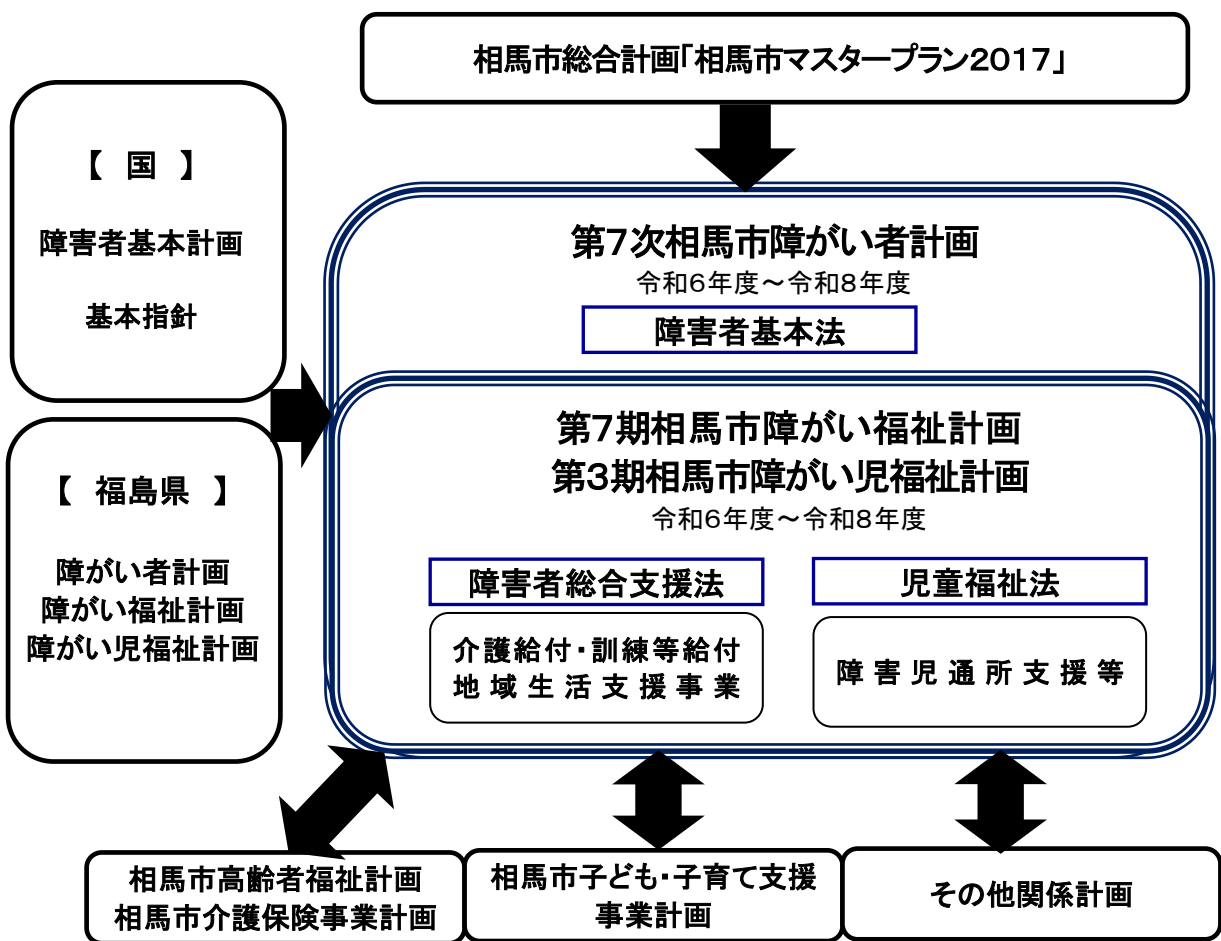 相馬市総合計画「相馬市マスタープラン2017」
【 国 】
障害者基本計画
基本指針
【 福島県 】
障がい者計画
障がい福祉計画
障がい児福祉計画
第7次相馬市障がい者計画
令和6年度～令和8年度
障害者基本法
第7期相馬市障がい福祉計画
第3期相馬市障がい児福祉計画
令和6年度～令和8年度
障害者総合支援法
介護給付・訓練等給付
地域生活支援事業
児童福祉法
障害児通所支援等
相馬市高齢者福祉計画
相馬市介護保険事業計画
相馬市子ども・子育て支援
事業計画
その他関係計画